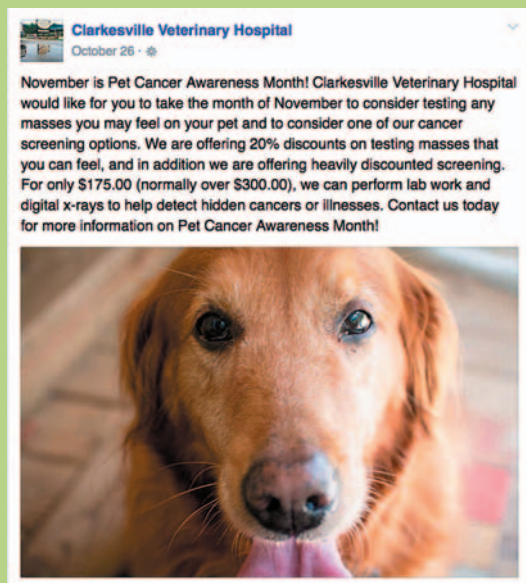 Clarkesville Veterinary Hospital
October 26 ·
November is Pet Cancer Awareness Month! Clarkesville Veterinary Hospital
would like for you to take the month of November to consider testing any
masses you may feel on your pet and to consider one of our cancer
screening options. We are offering 20% discounts on testing masses that
you can feel, and in addition we are offering heavily discounted screening.
For only $175.00 (normally over $300.00), we can perform lab work and
digital x-rays to help detect hidden cancers or illnesses. Contact us today
for more information on Pet Cancer Awareness Month!